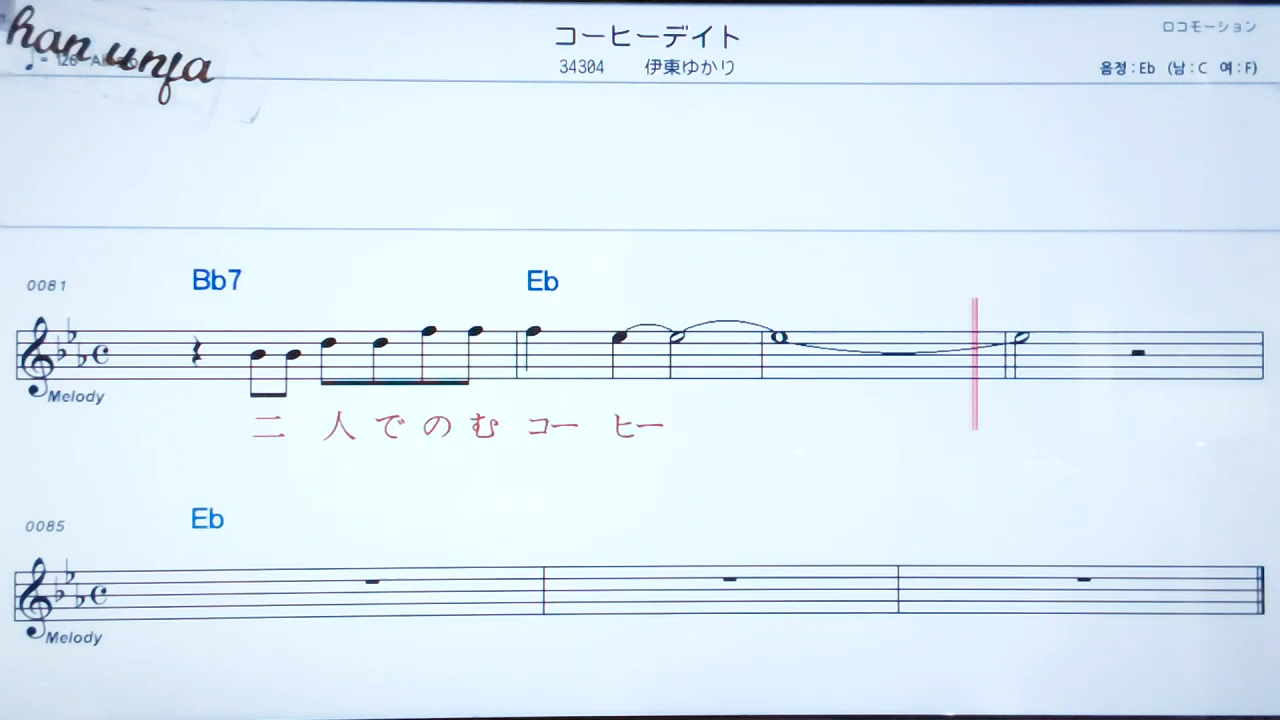 han unfa
コーヒーデイト
ロコモーション
34304 伊東ゆかり
음정:Eb (남:C 여:F)
0081
Bb7 Eb
Melody
二 人 で の む コー ヒー
0085
Eb
Melody